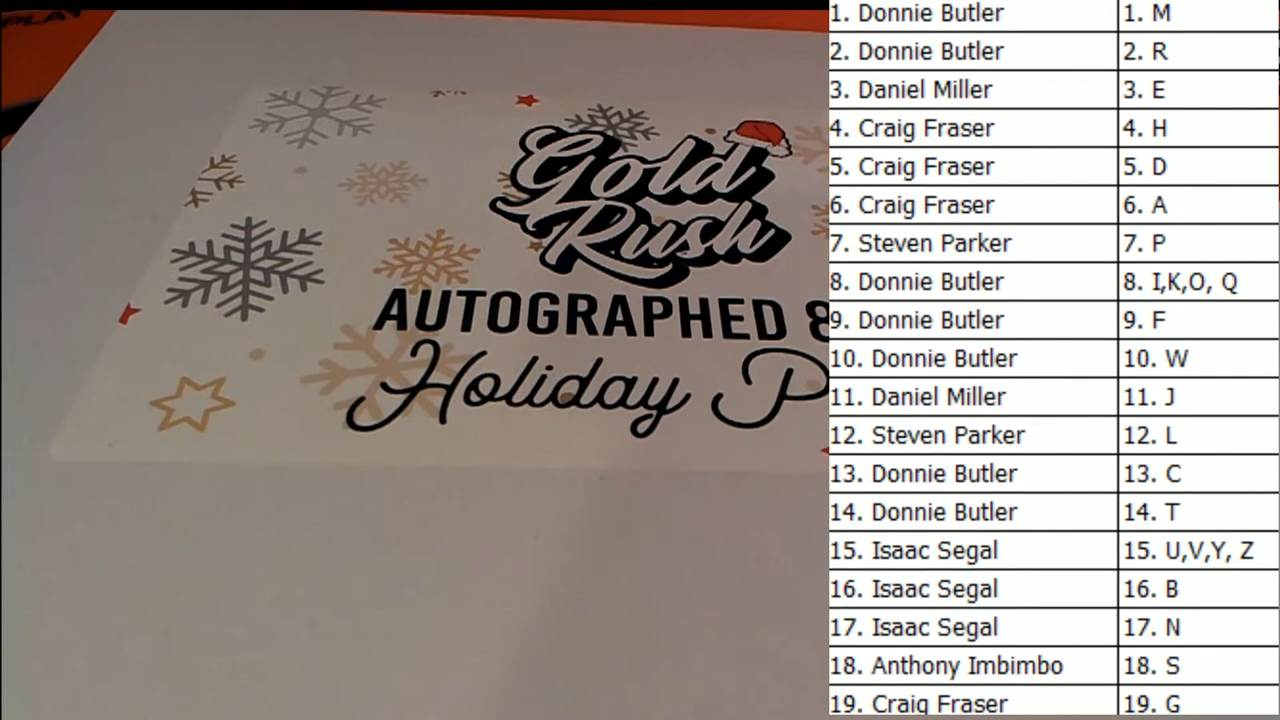 PLAY
Gold
Rush
AUTOGRAPHED &
Holiday P
1. Donnie Butler 1. M
2. Donnie Butler 2. R
3. Daniel Miller 3. E
4. Craig Fraser 4. H
5. Craig Fraser 5. D
6. Craig Fraser 6. A
7. Steven Parker 7. P
8. Donnie Butler 8. I,K,O, Q
9. Donnie Butler 9. F
10. Donnie Butler 10. W
11. Daniel Miller 11. J
12. Steven Parker 12. L
13. Donnie Butler 13. C
14. Donnie Butler 14. T
15. Isaac Segal 15. U,V,Y, Z
16. Isaac Segal 16. B
17. Isaac Segal 17. N
18. Anthony Imbimbo 18. S
19. Craig Fraser 19. G